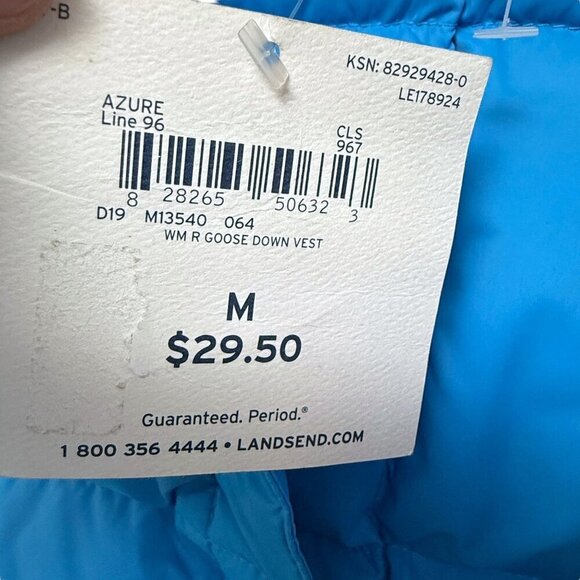 -B
KSN: 82929428-0
LE178924
AZURE
Line 96
CLS
967
8 28265 50632 3
D19 M13540 064
WM R GOOSE DOWN VEST
M
$29.50
Guaranteed. Period.®
1 800 356 4444 • LANDSEND.COM